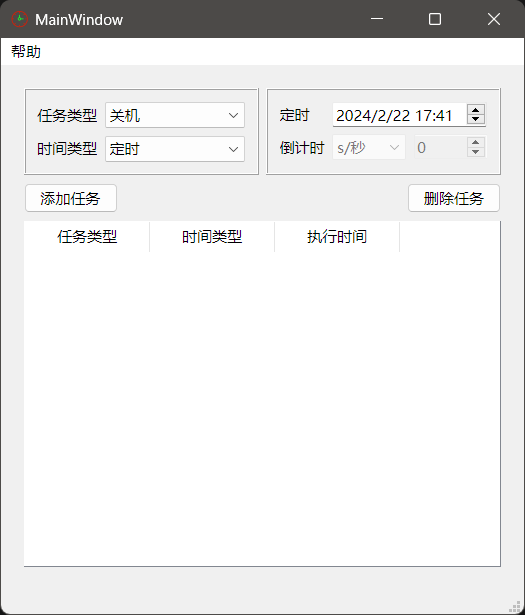 MainWindow
帮助
任务类型 关机
时间类型 定时
定时 2024/2/22 17:41
倒计时 s/秒 0
添加任务 删除任务
任务类型 时间类型 执行时间